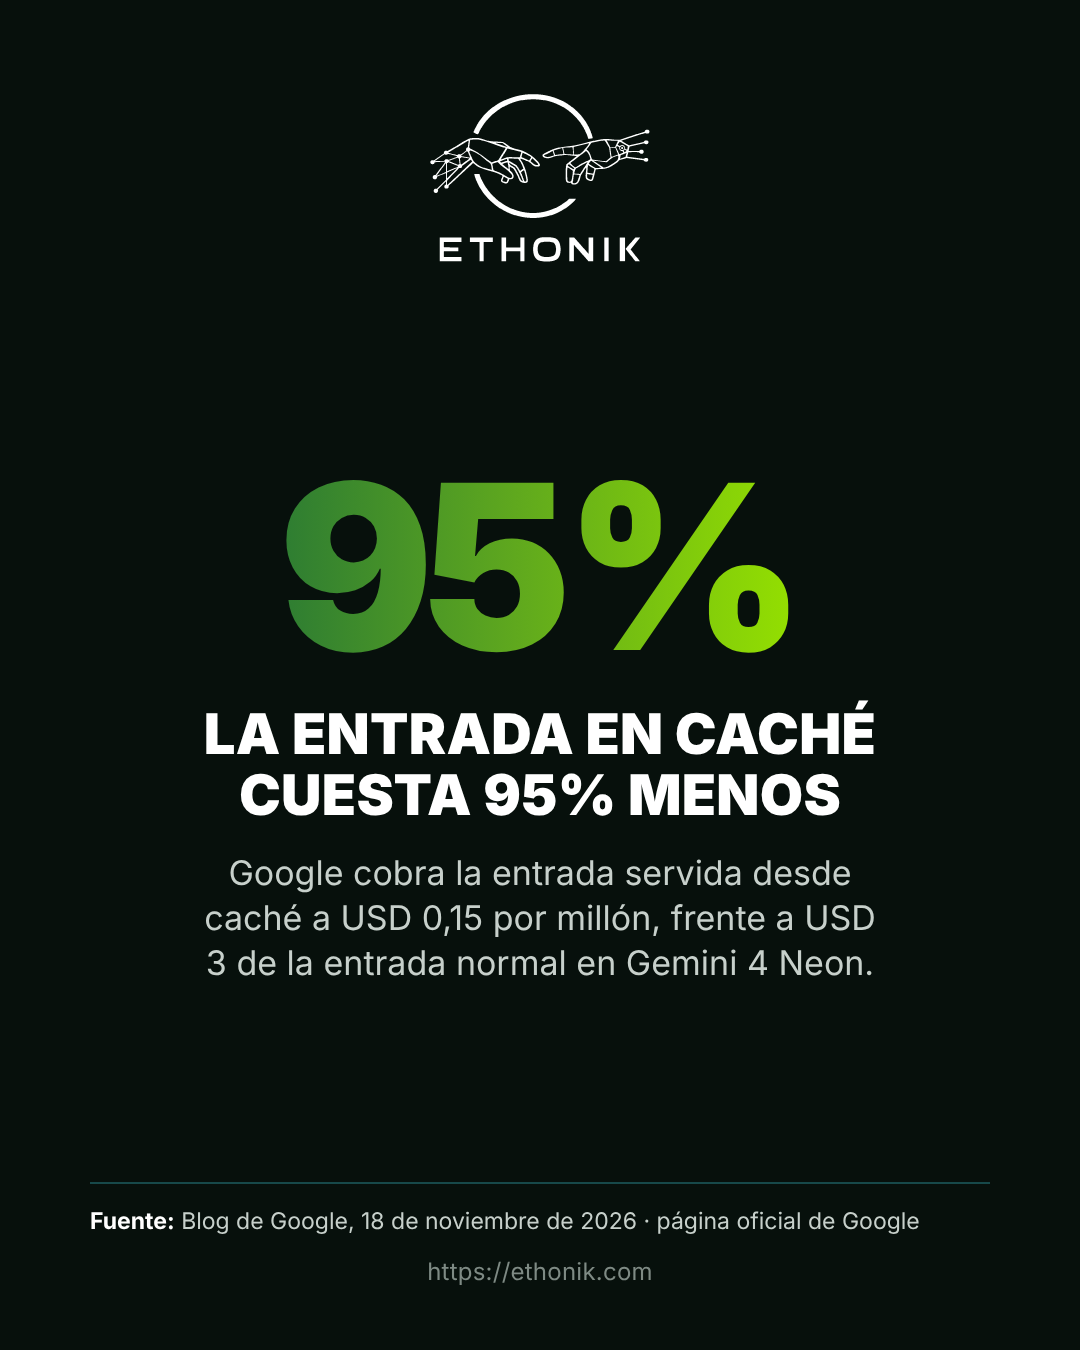 ETHONIK
95%
LA ENTRADA EN CACHÉ
CUESTA 95% MENOS
Google cobra la entrada servida desde
caché a USD 0,15 por millón, frente a USD
3 de la entrada normal en Gemini 4 Neon.
Fuente: Blog de Google, 18 de noviembre de 2026 · página oficial de Google
https://ethonik.com